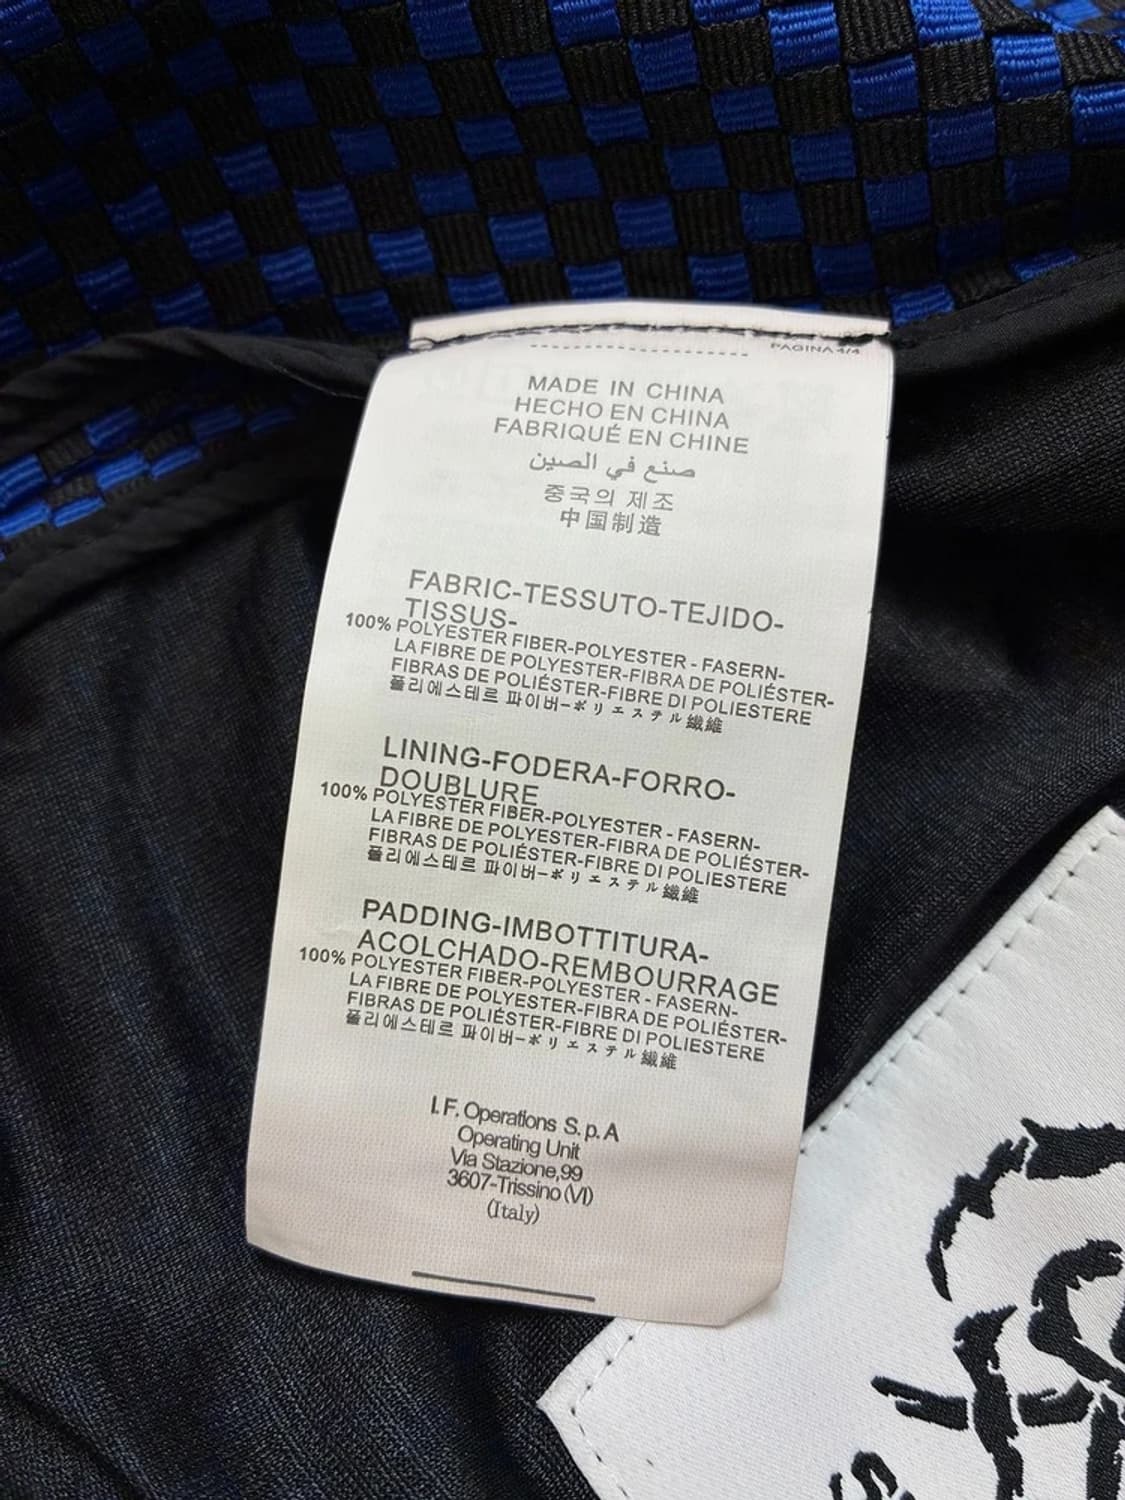 PAGINA 4/4
MADE IN CHINA
HECHO EN CHINA
FABRIQUÉ EN CHINE
صنع في الصين
중국의 제조
中国制造
FABRIC-TESSUTO-TEJIDO-
TISSUS-
100% POLYESTER FIBER-POLYESTER - FASERN-
LA FIBRE DE POLYESTER-FIBRA DE POLIÉSTER-
FIBRAS DE POLIÉSTER-FIBRE DI POLIESTERE
폴리에스테르 파이버-ポリエステル繊維
LINING-FODERA-FORRO-
DOUBLURE
100% POLYESTER FIBER-POLYESTER - FASERN-
LA FIBRE DE POLYESTER-FIBRA DE POLIÉSTER-
FIBRAS DE POLIÉSTER-FIBRE DI POLIESTERE
폴리에스테르 파이버-ポリエステル繊維
PADDING-IMBOTTITURA-
ACOLCHADO-REMBOURRAGE
100% POLYESTER FIBER-POLYESTER - FASERN-
LA FIBRE DE POLYESTER-FIBRA DE POLIÉSTER-
FIBRAS DE POLIÉSTER-FIBRE DI POLIESTERE
폴리에스테르 파이버-ポリエステル繊維
I.F. Operations S.p.A
Operating Unit
Via Stazione,99
3607-Trissino(VI)
(Italy)